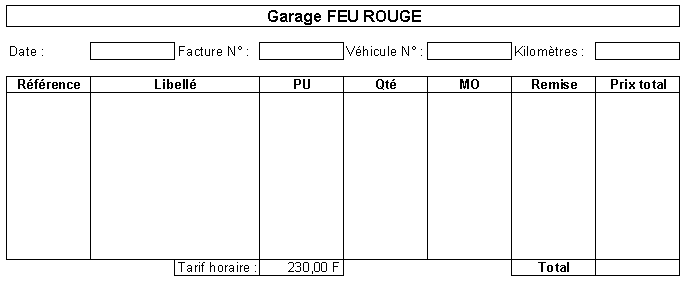 Garage FEU ROUGE
Date : Facture N° : Véhicule N° : Kilomètres :
Référence Libellé PU Qté MO Remise Prix total
Tarif horaire : 230,00 F Total